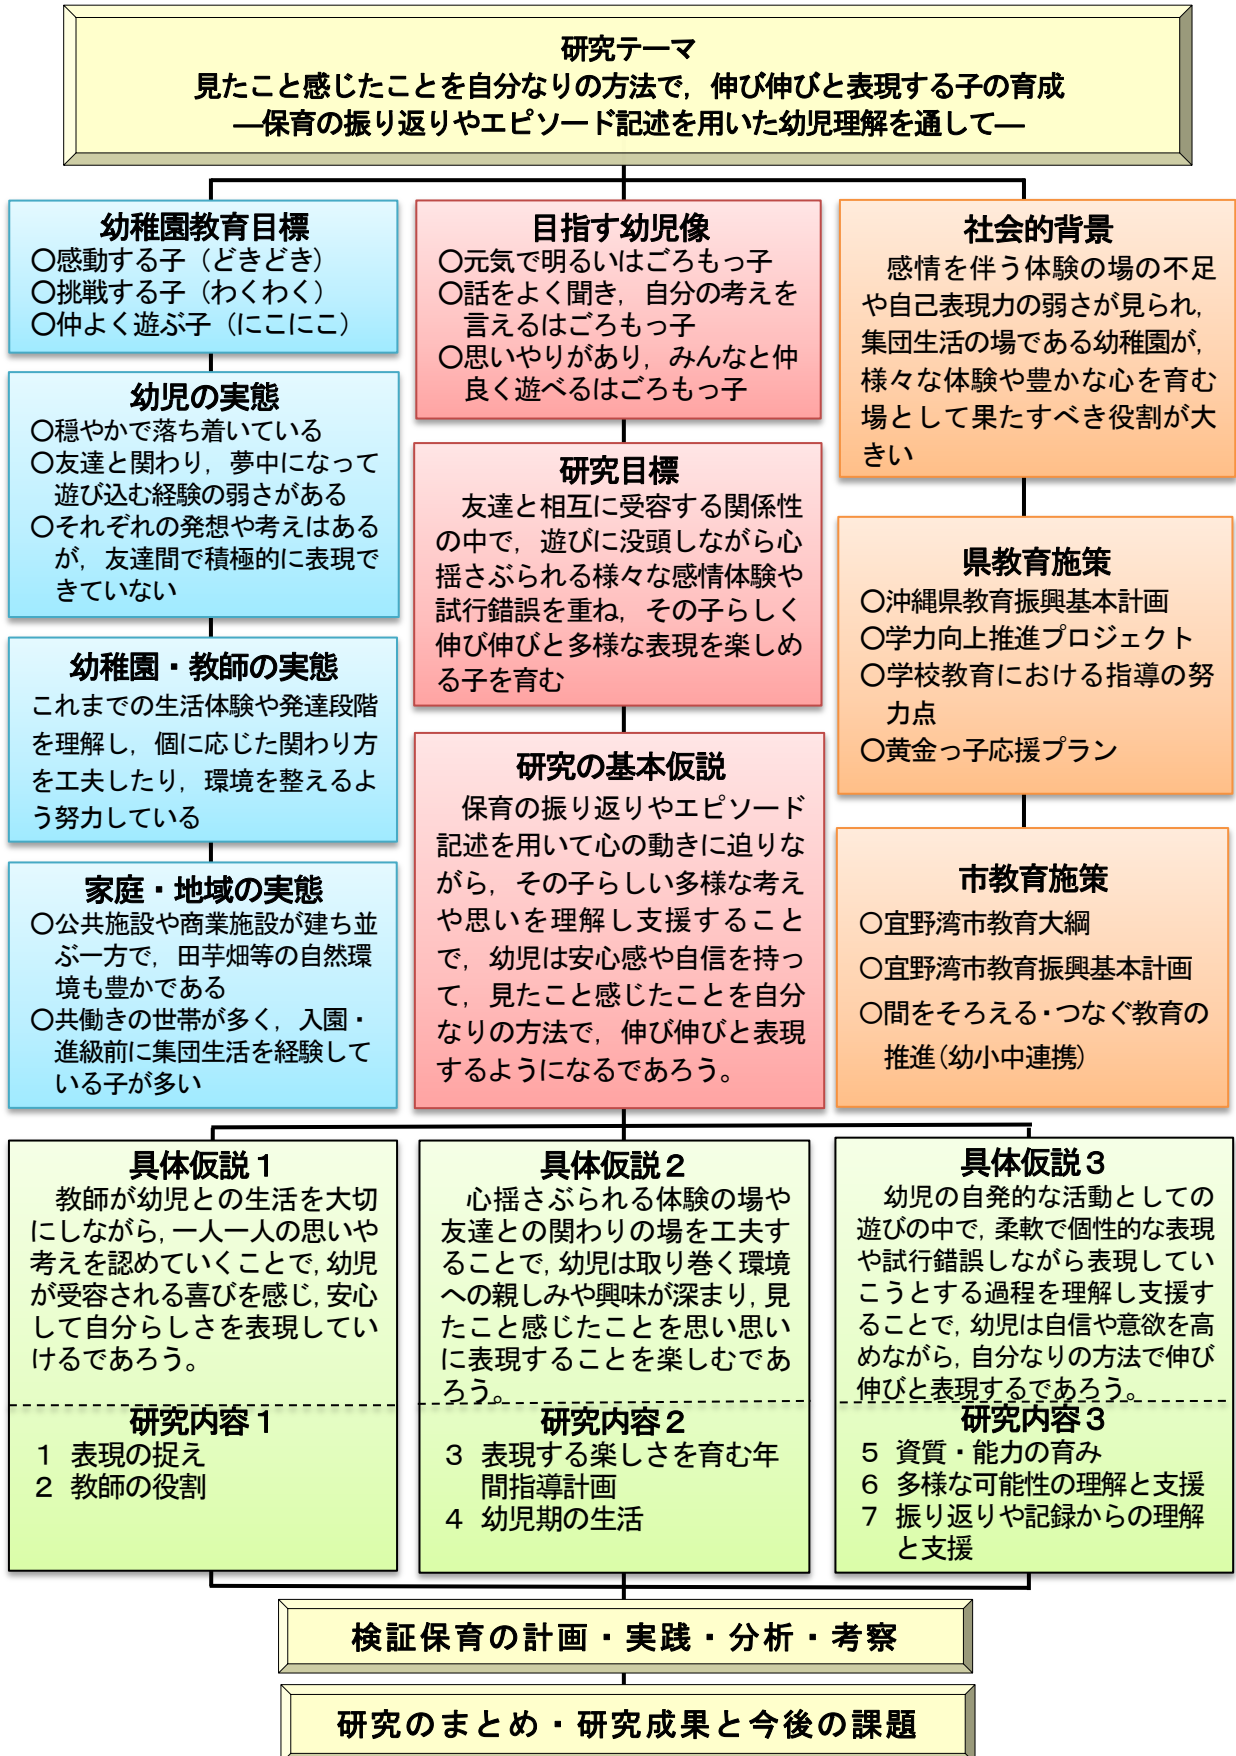 研究テーマ
見たこと感じたことを自分なりの方法で，伸び伸びと表現する子の育成
―保育の振り返りやエピソード記述を用いた幼児理解を通して―
幼稚園教育目標
○感動する子（どきどき）
○挑戦する子（わくわく）
○仲よく遊ぶ子（にこにこ）
幼児の実態
○穏やかで落ち着いている
○友達と関わり，夢中になって
遊び込む経験の弱さがある
○それぞれの発想や考えはある
が，友達間で積極的に表現で
きていない
幼稚園・教師の実態
これまでの生活体験や発達段階
を理解し，個に応じた関わり方
を工夫したり，環境を整えるよ
う努力している
家庭・地域の実態
○公共施設や商業施設が建ち並
ぶ一方で，田芋畑等の自然環
境も豊かである
○共働きの世帯が多く，入園・
進級前に集団生活を経験して
いる子が多い
目指す幼児像
○元気で明るいはごろもっ子
○話をよく聞き，自分の考えを
言えるはごろもっ子
○思いやりがあり，みんなと仲
良く遊べるはごろもっ子
研究目標
友達と相互に受容する関係性
の中で，遊びに没頭しながら心
揺さぶられる様々な感情体験や
試行錯誤を重ね，その子らしく
伸び伸びと多様な表現を楽しめ
る子を育む
研究の基本仮説
保育の振り返りやエピソード
記述を用いて心の動きに迫りな
がら，その子らしい多様な考え
や思いを理解し支援すること
で，幼児は安心感や自信を持っ
て，見たこと感じたことを自分
なりの方法で，伸び伸びと表現
するようになるであろう。
社会的背景
感情を伴う体験の場の不足
や自己表現力の弱さが見られ，
集団生活の場である幼稚園が，
様々な体験や豊かな心を育む
場として果たすべき役割が大
きい
県教育施策
○沖縄県教育振興基本計画
○学力向上推進プロジェクト
○学校教育における指導の努
力点
○黄金っ子応援プラン
市教育施策
○宜野湾市教育大綱
○宜野湾市教育振興基本計画
○間をそろえる・つなぐ教育の
推進（幼小中連携）
具体仮説１
教師が幼児との生活を大切
にしながら，一人一人の思いや
考えを認めていくことで，幼児
が受容される喜びを感じ，安心
して自分らしさを表現してい
けるであろう。
研究内容１
１ 表現の捉え
２ 教師の役割
具体仮説２
心揺さぶられる体験の場や
友達との関わりの場を工夫す
ることで，幼児は取り巻く環境
への親しみや興味が深まり，見
たこと感じたことを思い思い
に表現することを楽しむであ
ろう。
研究内容２
３ 表現する楽しさを育む年
間指導計画
４ 幼児期の生活
具体仮説３
幼児の自発的な活動としての
遊びの中で，柔軟で個性的な表現
や試行錯誤しながら表現してい
こうとする過程を理解し支援す
ることで，幼児は自信や意欲を高
めながら，自分なりの方法で伸び
伸びと表現するであろう。
研究内容３
５ 資質・能力の育み
６ 多様な可能性の理解と支援
７ 振り返りや記録からの理解
と支援
検証保育の計画・実践・分析・考察
研究のまとめ・研究成果と今後の課題